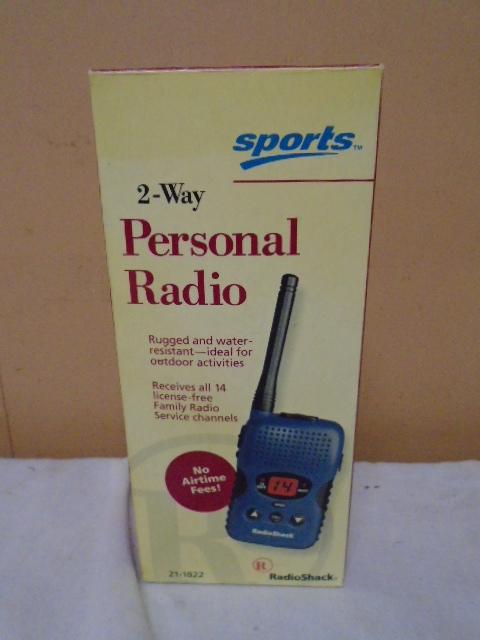 sports™
2-Way
Personal
Radio
Rugged and water-
resistant—ideal for
outdoor activities
Receives all 14
license-free
Family Radio
Service channels
No
Airtime
Fees!
14
RadioShack
21-1822
R
RadioShack